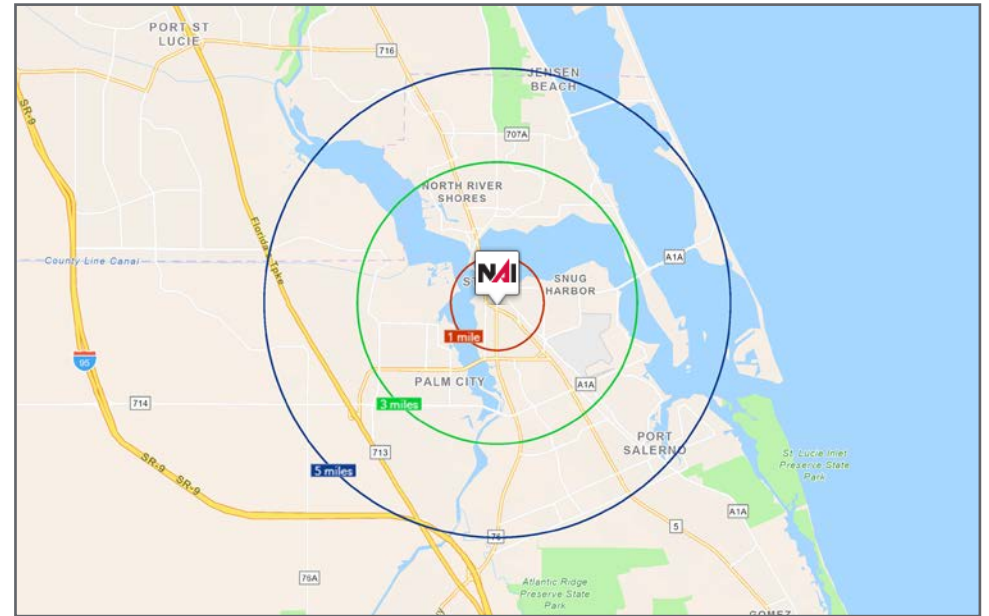 PORT ST
LUCIE
716
JENSEN
BEACH
SR-9
707A
NORTH RIVER
SHORES
Florida's Tpke
County Line Canal
A1A
NAI
ST
SNUG
HARBOR
1 mile
95
PALM CITY
A1A
714
3 miles
713
PORT
SALERNO
St. Lucie Inlet
Preserve State
Park
5 miles
SR-9
SR-9
A1A
5
76
76A
Atlantic Ridge
Preserve State
Park
GOMEZ